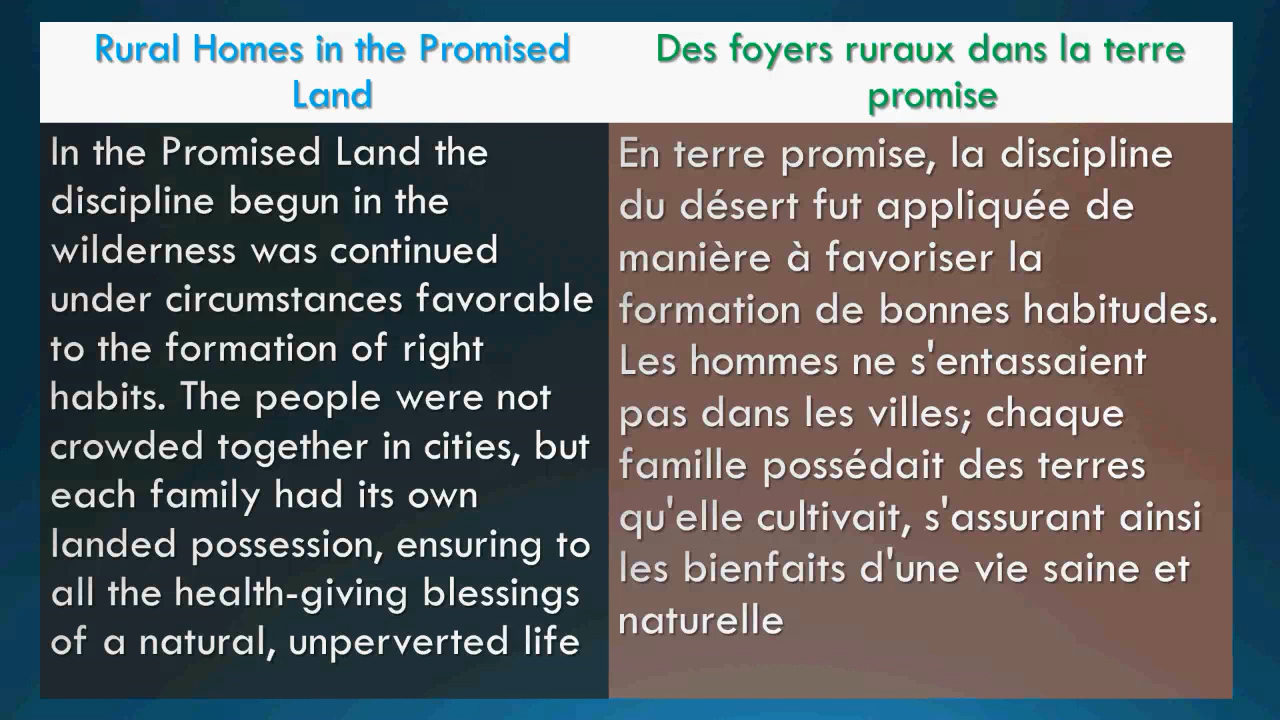 Rural Homes in the Promised
Land
In the Promised Land the
discipline begun in the
wilderness was continued
under circumstances favorable
to the formation of right
habits. The people were not
crowded together in cities, but
each family had its own
landed possession, ensuring to
all the health-giving blessings
of a natural, unperverted life
Des foyers ruraux dans la terre
promise
En terre promise, la discipline
du désert fut appliquée de
manière à favoriser la
formation de bonnes habitudes.
Les hommes ne s'entassaient
pas dans les villes; chaque
famille possédait des terres
qu'elle cultivait, s'assurant ainsi
les bienfaits d'une vie saine et
naturelle